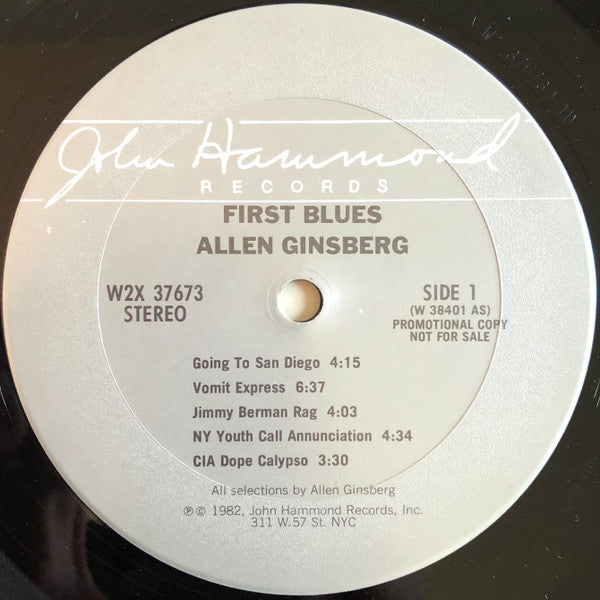 John Hammond
RECORDS
FIRST BLUES
ALLEN GINSBERG
W2X 37673
STEREO
SIDE 1
(W 38401 AS)
PROMOTIONAL COPY
NOT FOR SALE
Going To San Diego 4:15
Vomit Express 6:37
Jimmy Berman Rag 4:03
NY Youth Call Annunciation 4:34
CIA Dope Calypso 3:30
All selections by Allen Ginsberg
℗ © 1982, John Hammond Records, Inc.
311 W.57 St. NYC